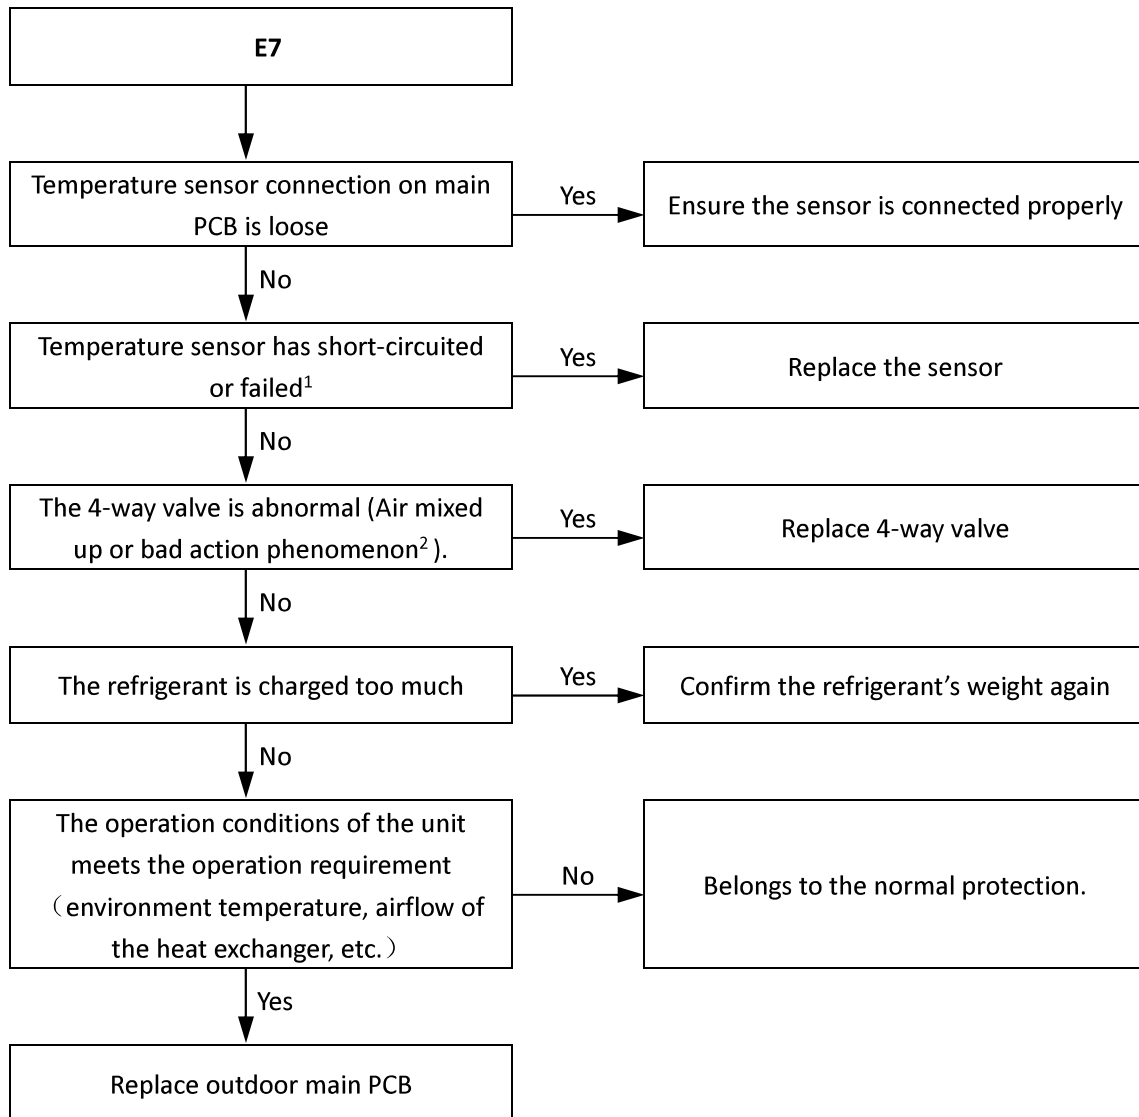 E7
Temperature sensor connection on main
PCB is loose
Yes
Ensure the sensor is connected properly
No
Temperature sensor has short-circuited
or failed¹
Yes
Replace the sensor
No
The 4-way valve is abnormal (Air mixed
up or bad action phenomenon² ).
Yes
Replace 4-way valve
No
The refrigerant is charged too much
Yes
Confirm the refrigerant’s weight again
No
The operation conditions of the unit
meets the operation requirement
（environment temperature, airflow of
the heat exchanger, etc.）
No
Belongs to the normal protection.
Yes
Replace outdoor main PCB